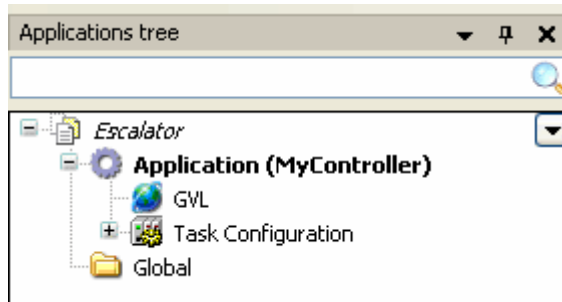 Applications tree
Escalator
Application (MyController)
GVL
Task Configuration
Global